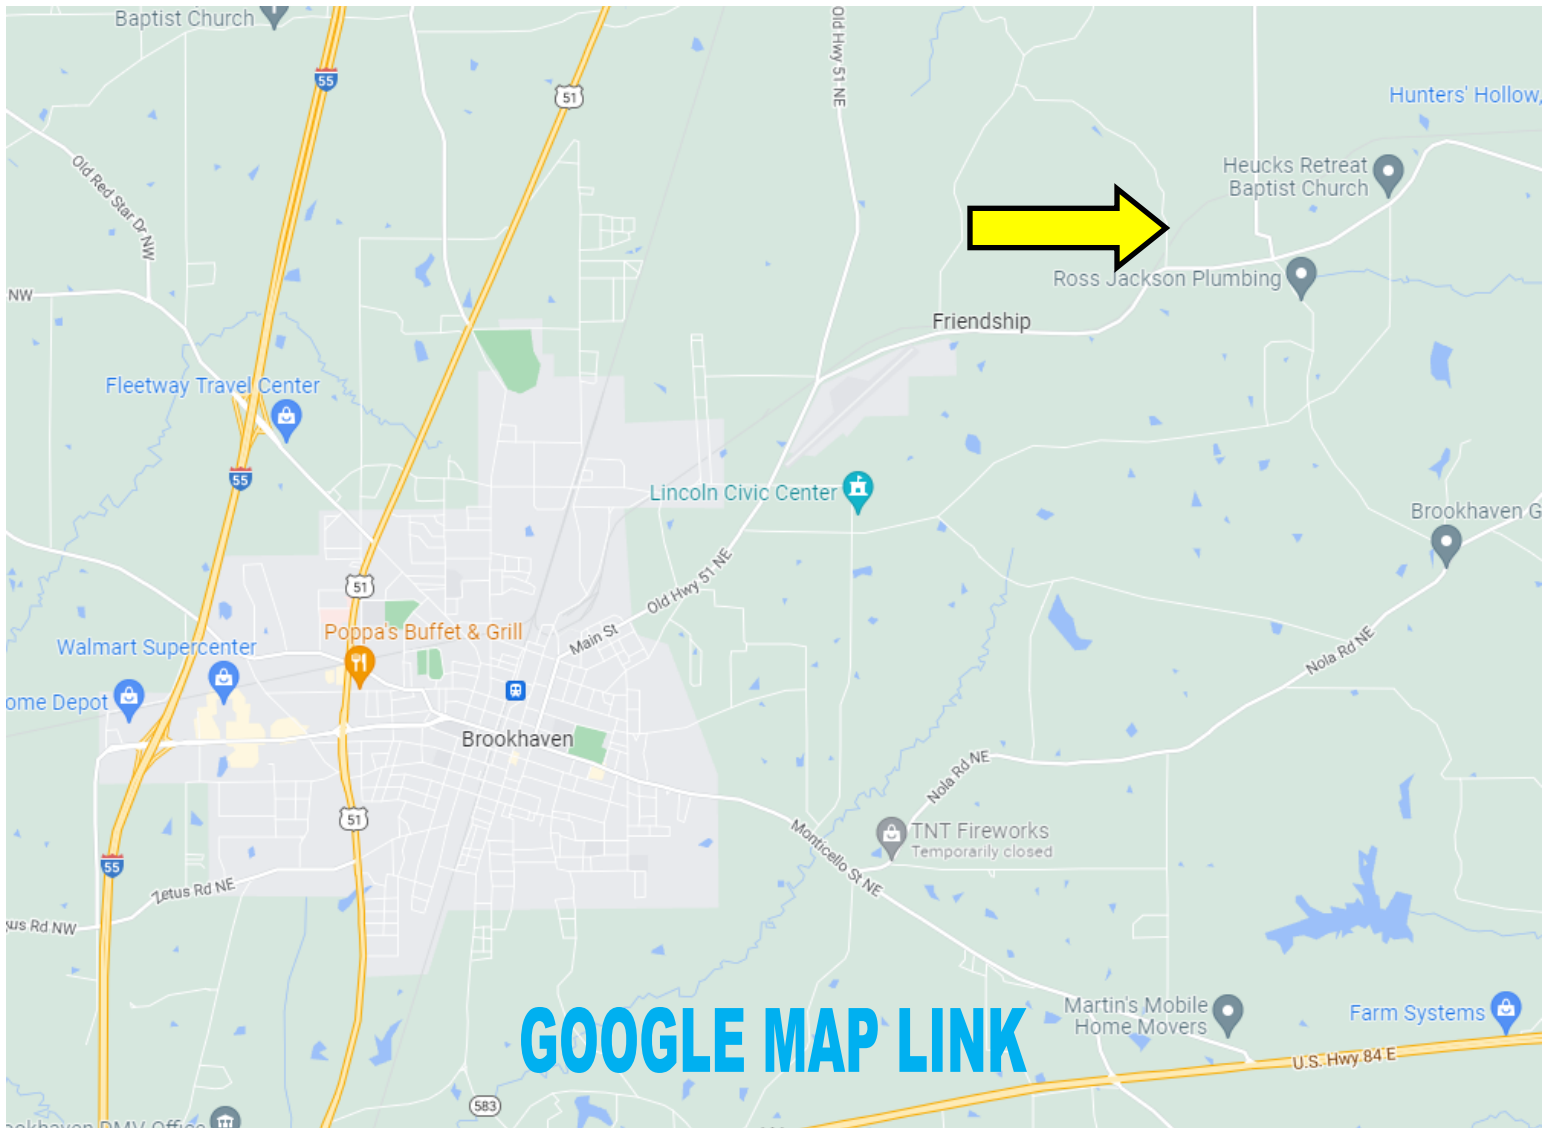 Baptist Church
55
51
Old Hwy 51 NE
Hunters' Hollow,
Old Red Star Dr NW
Heucks Retreat
Baptist Church
NW
Ross Jackson Plumbing
Friendship
Fleetway Travel Center
55
Lincoln Civic Center
Brookhaven G
51
Old Hwy 51 NE
Main St
Poppa's Buffet & Grill
Walmart Supercenter
ome Depot
Nola Rd NE
Brookhaven
Nola Rd NE
51
TNT Fireworks
Temporarily closed
Monticello St NE
55
Zetus Rd NE
us Rd NW
Martin's Mobile
Home Movers
Farm Systems
GOOGLE MAP LINK
U.S. Hwy 84 E
583
ookhaven DMV Office